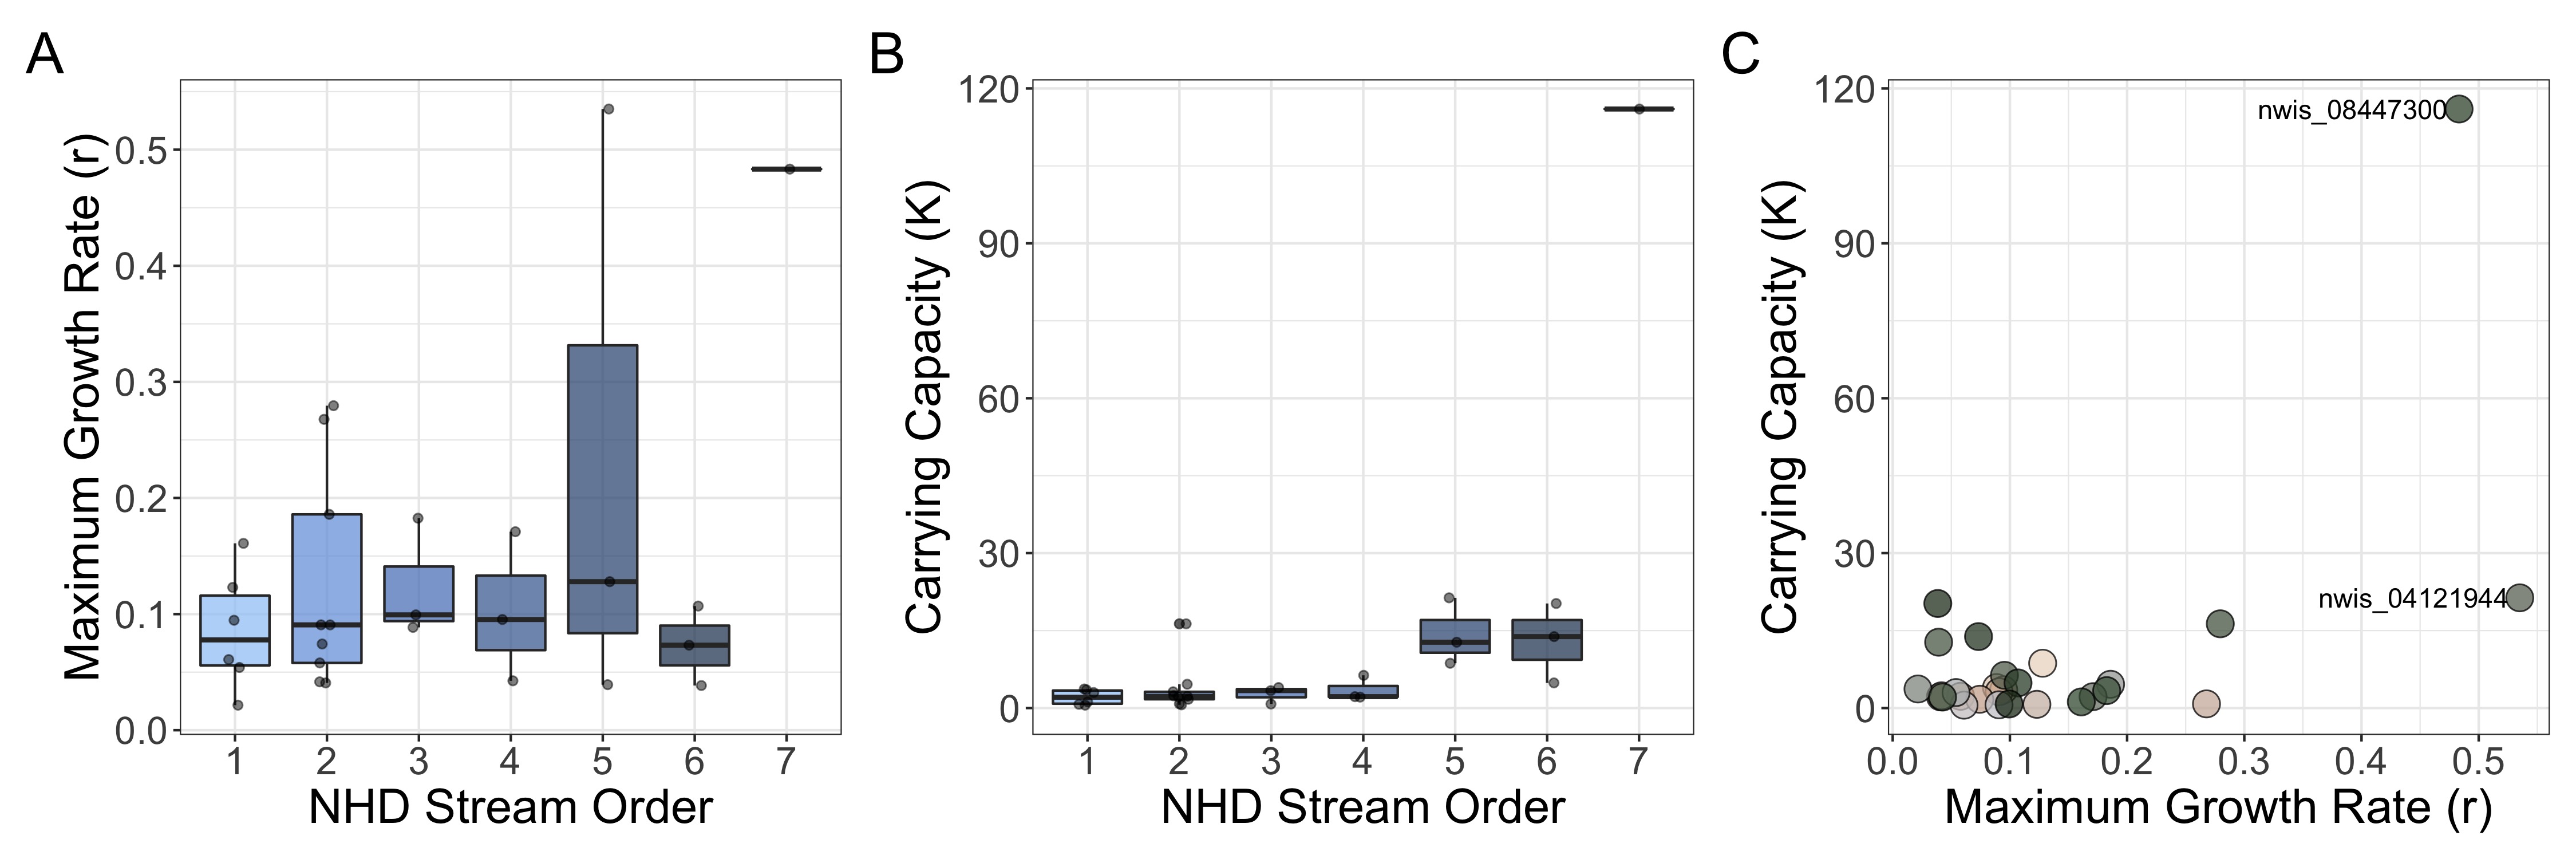 A
Maximum Growth Rate (r)
0.5
0.4
0.3
0.2
0.1
0.0
1 2 3 4 5 6 7
NHD Stream Order
B
Carrying Capacity (K)
120
90
60
30
0
1 2 3 4 5 6 7
NHD Stream Order
C
Carrying Capacity (K)
120
90
60
30
0
nwis_08447300
nwis_04121944
0.0 0.1 0.2 0.3 0.4 0.5
Maximum Growth Rate (r)